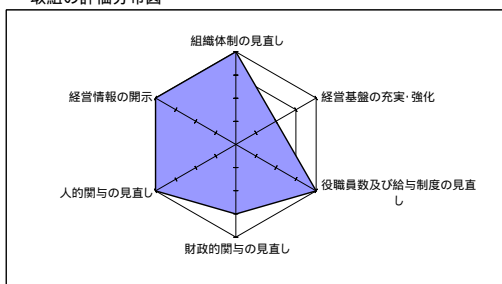 取組の評価分布図
組織体制の見直し
経営情報の開示
経営基盤の充実・強化
人的関与の見直し
役職員数及び給与制度の見直
し
財政的関与の見直し